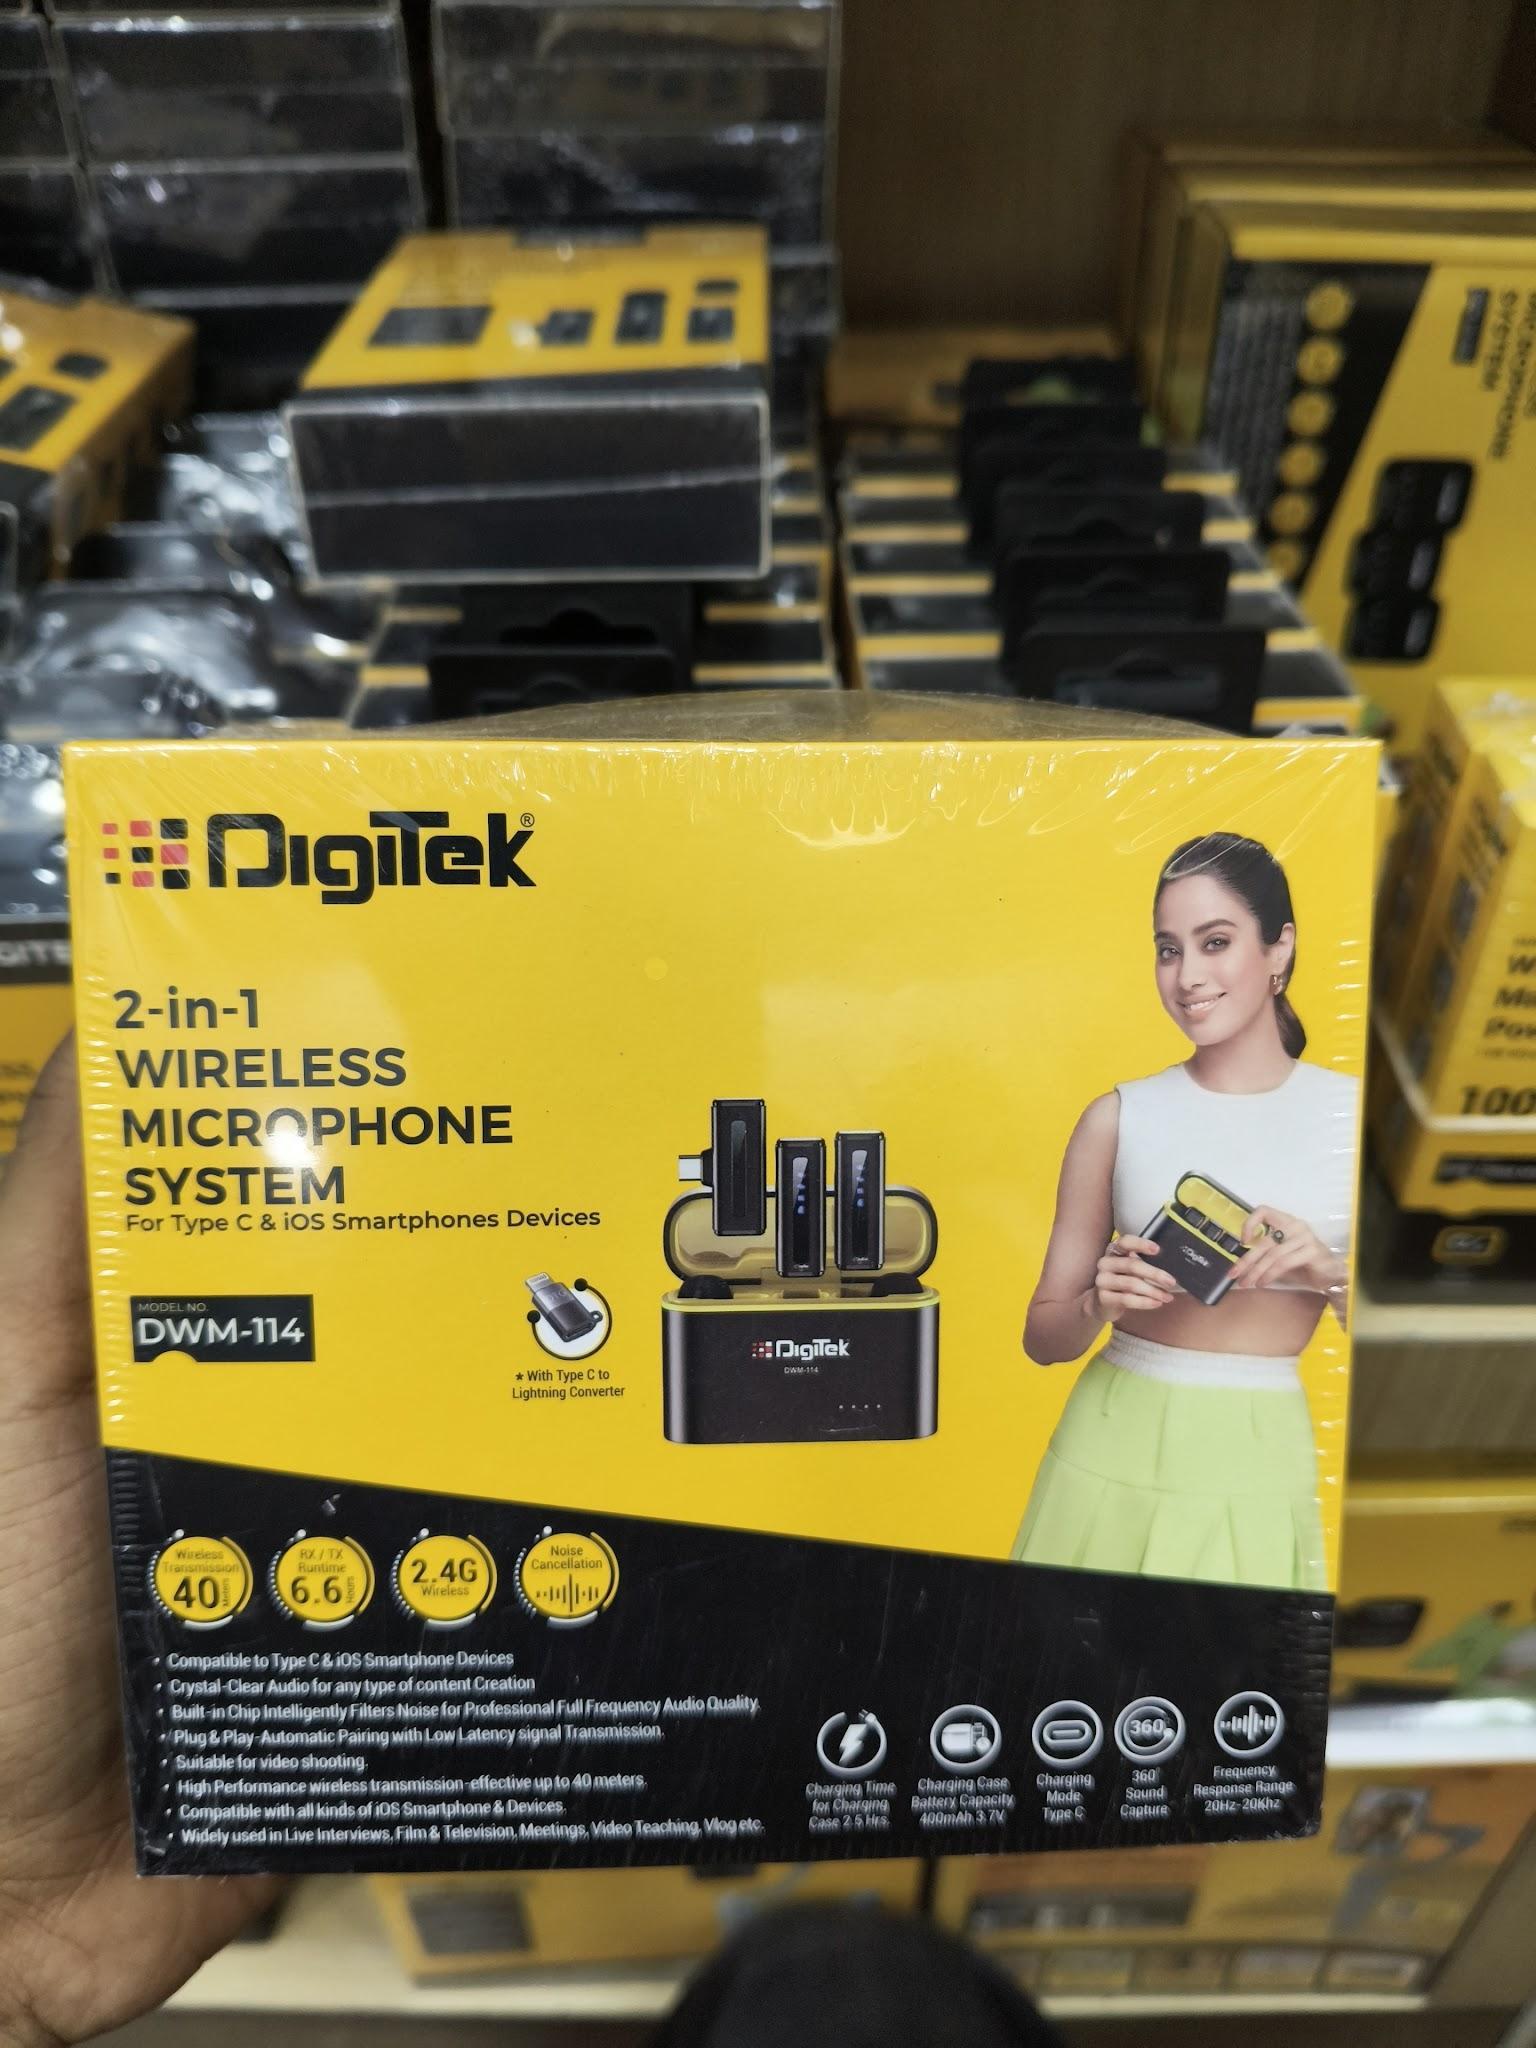 DigiTek®
2-in-1
WIRELESS
MICROPHONE
SYSTEM
For Type C & iOS Smartphones Devices
MODEL NO.
DWM-114
★ With Type C to
Lightning Converter
DigiTek
DWM-114
DigiTek
Wireless
Transmission
40 Meters
RX / TX
Runtime
6.6 Hours
2.4G
Wireless
Noise
Cancellation
• Compatible to Type C & iOS Smartphone Devices
• Crystal-Clear Audio for any type of content Creation
• Built-in Chip Intelligently Filters Noise for Professional Full Frequency Audio Quality.
• Plug & Play-Automatic Pairing with Low Latency signal Transmission.
• Suitable for video shooting.
• High Performance wireless transmission-effective up to 40 meters.
• Compatible with all kinds of iOS Smartphone & Devices.
• Widely used in Live Interviews, Film & Television, Meetings, Video Teaching, Vlog etc.
Charging Time
for Charging
Case 2.5 Hrs.
Charging Case
Battery Capacity
400mAh 3.7V
Charging
Mode
Type C
360°
360°
Sound
Capture
Frequency
Response Range
20Hz-20Khz
SYSTEM
100